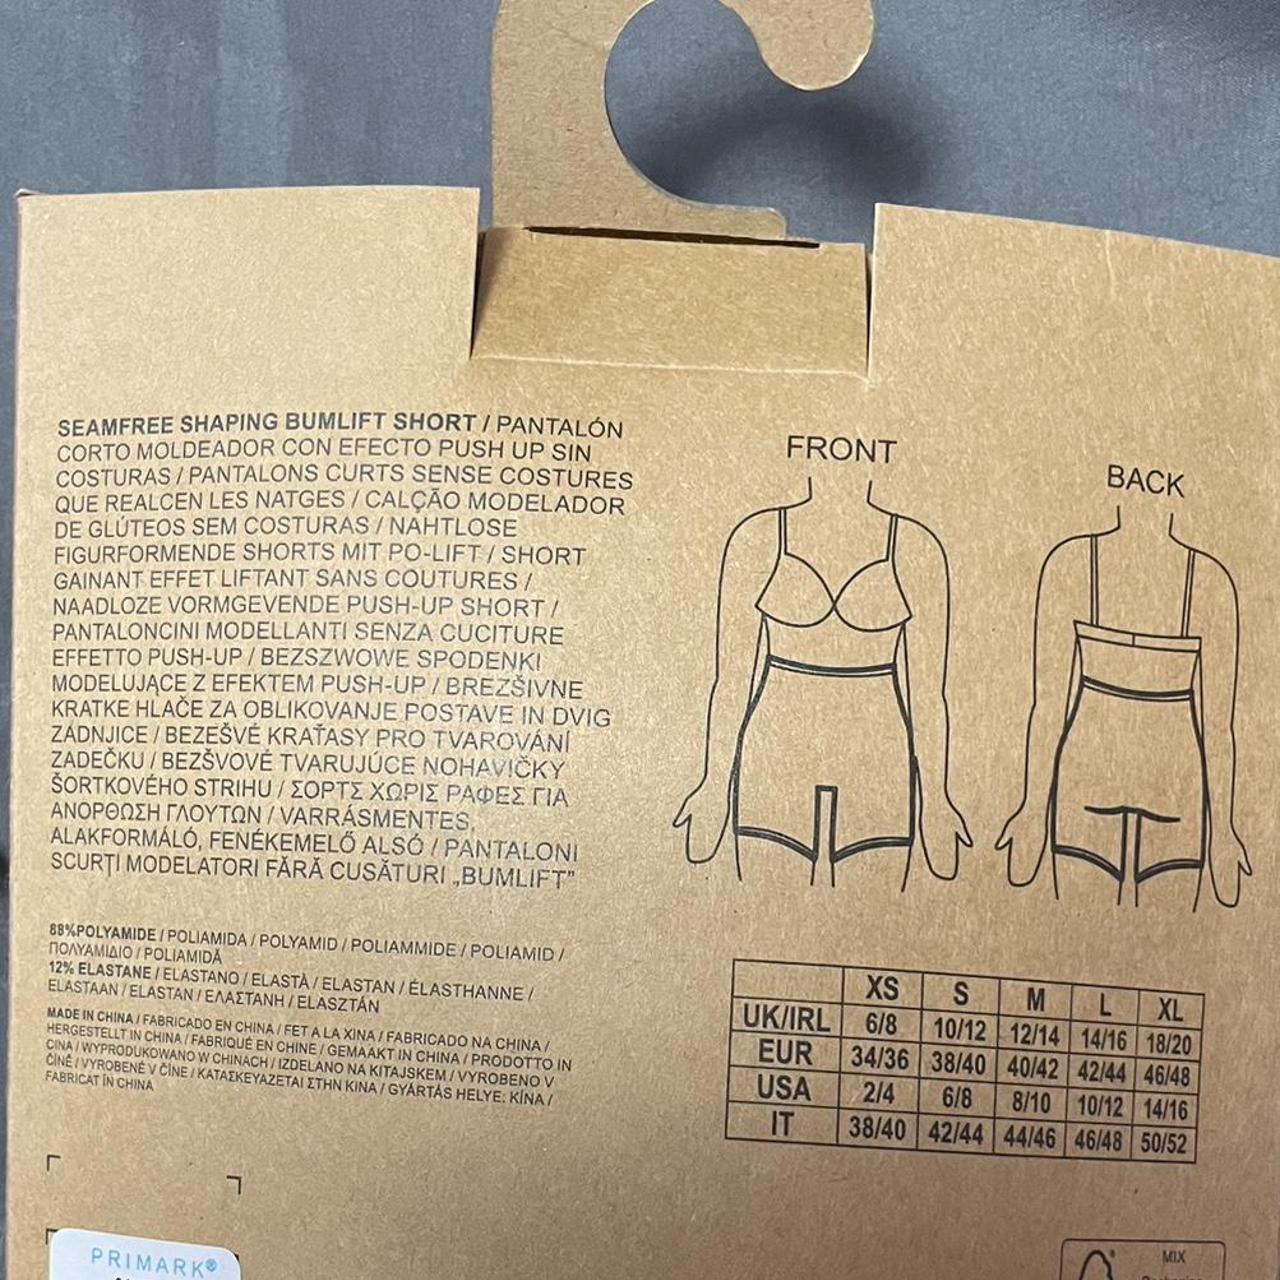 SEAMFREE SHAPING BUMLIFT SHORT / PANTALÓN
CORTO MOLDEADOR CON EFECTO PUSH UP SIN
COSTURAS / PANTALONS CURTS SENSE COSTURES
QUE REALCEN LES NATGES / CALÇÃO MODELADOR
DE GLÚTEOS SEM COSTURAS / NAHTLOSE
FIGURFORMENDE SHORTS MIT PO-LIFT / SHORT
GAINANT EFFET LIFTANT SANS COUTURES /
NAADLOZE VORMGEVENDE PUSH-UP SHORT /
PANTALONCINI MODELLANTI SENZA CUCITURE
EFFETTO PUSH-UP / BEZSZWOWE SPODENKI
MODELUJĄCE Z EFEKTEM PUSH-UP / BREZŠIVNE
KRATKE HLAČE ZA OBLIKOVANJE POSTAVE IN DVIG
ZADNJICE / BEZEŠVÉ KRAŤASY PRO TVAROVÁNÍ
ZADEČKU / BEZŠVOVÉ TVARUJÚCE NOHAVIČKY
ŠORTKOVÉHO STRIHU / ΣΟΡΤΣ ΧΩΡΙΣ ΡΑΦΕΣ ΓΙΑ
ΑΝΟΡΘΩΣΗ ΓΛΟΥΤΩΝ / VARRÁSMENTES,
ALAKFORMÁLÓ, FENÉKEMELŐ ALSÓ / PANTALONI
SCURȚI MODELATORI FĂRĂ CUSĂTURI „BUMLIFT”
88%POLYAMIDE / POLIAMIDA / POLYAMID / POLIAMMIDE / POLIAMID /
ΠΟΛΥΑΜΙΔΙΟ / POLIAMIDĂ
12% ELASTANE / ELASTANO / ELASTÀ / ELASTAN / ÉLASTHANNE /
ELASTAAN / ELASTAN / ΕΛΑΣΤΑΝΗ / ELASZTÁN
MADE IN CHINA / FABRICADO EN CHINA / FET A LA XINA / FABRICADO NA CHINA /
HERGESTELLT IN CHINA / FABRIQUÉ EN CHINE / GEMAAKT IN CHINA / PRODOTTO IN
CINA / WYPRODUKOWANO W CHINACH / IZDELANO NA KITAJSKEM / VYROBENO V
ČÍNĚ / VYROBENÉ V ČÍNE / ΚΑΤΑΣΚΕΥΑΖΕΤΑΙ ΣΤΗΝ ΚΙΝΑ / GYÁRTÁS HELYE: KÍNA /
FABRICAT ÎN CHINA
FRONT
BACK
XS S M L XL
UK/IRL 6/8 10/12 12/14 14/16 18/20
EUR 34/36 38/40 40/42 42/44 46/48
USA 2/4 6/8 8/10 10/12 14/16
IT 38/40 42/44 44/46 46/48 50/52
PRIMARK®
MIX